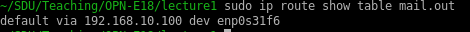 ~/SDU/Teaching/OPN-E18/lecture1 sudo ip route show table mail.out
default via 192.168.10.100 dev enp0s31f6